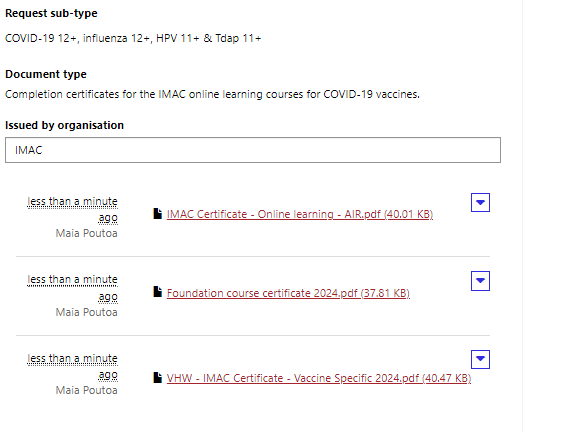 Request sub-type
COVID-19 12+, influenza 12+, HPV 11+ & Tdap 11+
Document type
Completion certificates for the IMAC online learning courses for COVID-19 vaccines.
Issued by organisation
IMAC
less than a minute
ago
Maia Poutoa
IMAC Certificate - Online learning - AIR.pdf (40.01 KB)
less than a minute
ago
Maia Poutoa
Foundation course certificate 2024.pdf (37.81 KB)
less than a minute
ago
Maia Poutoa
VHW - IMAC Certificate - Vaccine Specific 2024.pdf (40.47 KB)